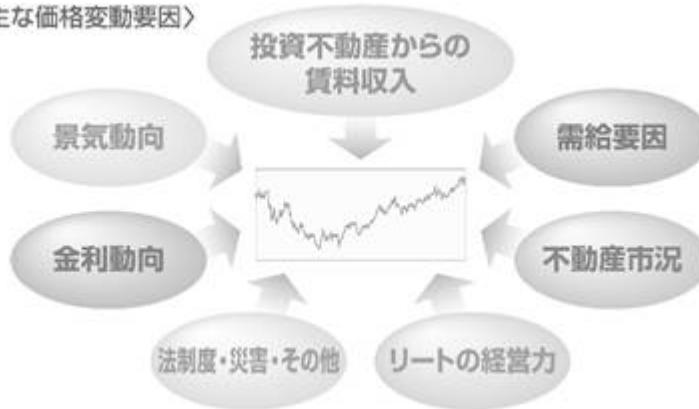 主な価格変動要因〉
投資不動産からの
賃料収入
景気動向
需給要因
金利動向
不動産市況
法制度・災害・その他
リートの経営力